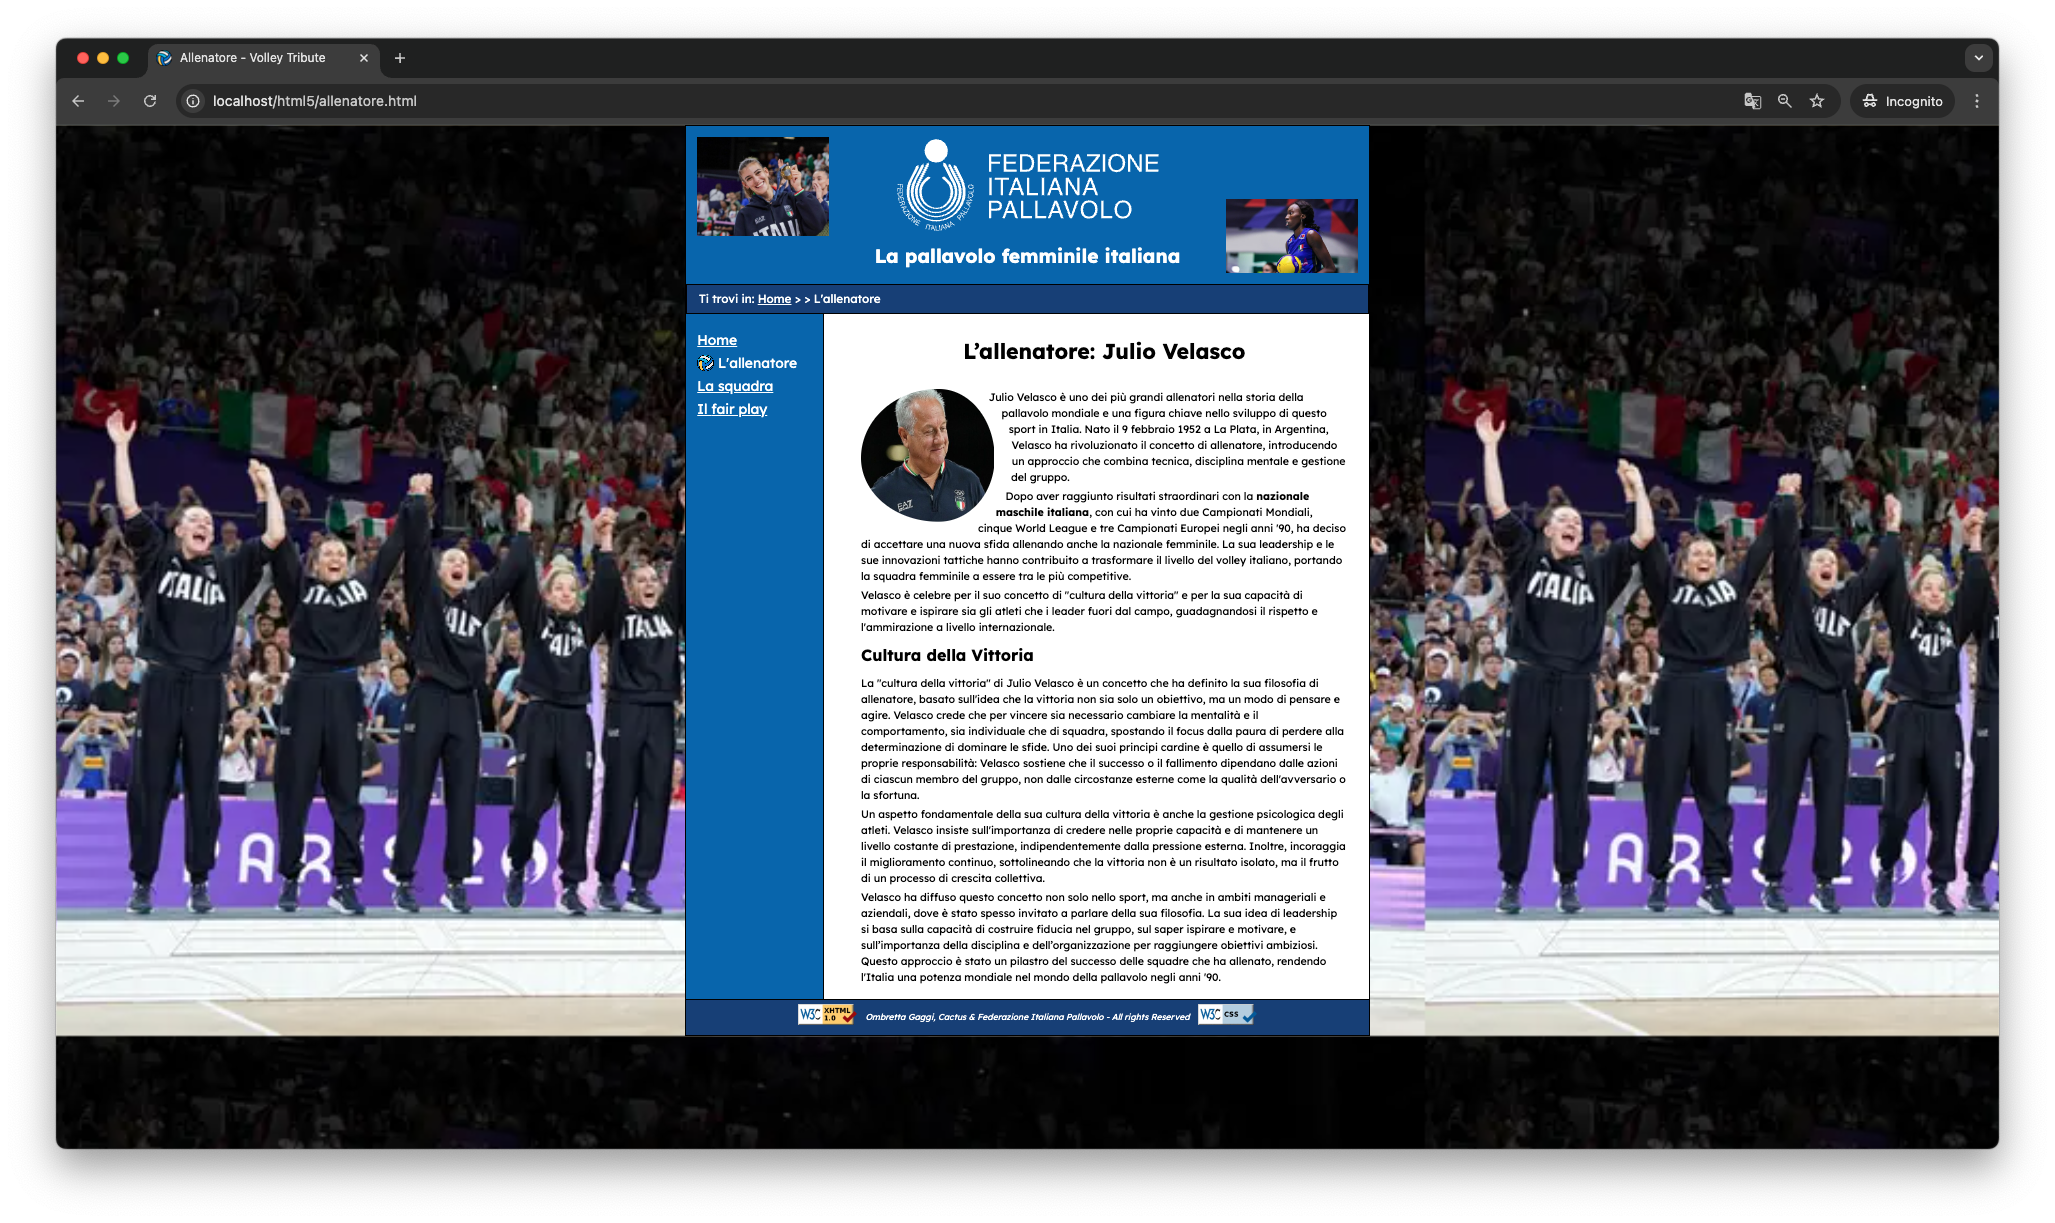 Allenatore - Volley Tribute
localhost/html5/allenatore.html
Incognito
FEDERAZIONE
ITALIANA
PALLAVOLO
FEDERAZIONE ITALIANA PALLAVOLO
ITALIA
La pallavolo femminile italiana
Ti trovi in: Home > > L'allenatore
Home
L'allenatore
La squadra
Il fair play
L’allenatore: Julio Velasco
EA7
Julio Velasco è uno dei più grandi allenatori nella storia della
pallavolo mondiale e una figura chiave nello sviluppo di questo
sport in Italia. Nato il 9 febbraio 1952 a La Plata, in Argentina,
Velasco ha rivoluzionato il concetto di allenatore, introducendo
un approccio che combina tecnica, disciplina mentale e gestione
del gruppo.
Dopo aver raggiunto risultati straordinari con la nazionale
maschile italiana, con cui ha vinto due Campionati Mondiali,
cinque World League e tre Campionati Europei negli anni '90, ha deciso
di accettare una nuova sfida allenando anche la nazionale femminile. La sua leadership e le
sue innovazioni tattiche hanno contribuito a trasformare il livello del volley italiano, portando
la squadra femminile a essere tra le più competitive.
Velasco è celebre per il suo concetto di "cultura della vittoria" e per la sua capacità di
motivare e ispirare sia gli atleti che i leader fuori dal campo, guadagnandosi il rispetto e
l'ammirazione a livello internazionale.
Cultura della Vittoria
La "cultura della vittoria" di Julio Velasco è un concetto che ha definito la sua filosofia di
allenatore, basato sull'idea che la vittoria non sia solo un obiettivo, ma un modo di pensare e
agire. Velasco crede che per vincere sia necessario cambiare la mentalità e il
comportamento, sia individuale che di squadra, spostando il focus dalla paura di perdere alla
determinazione di dominare le sfide. Uno dei suoi principi cardine è quello di assumersi le
proprie responsabilità: Velasco sostiene che il successo o il fallimento dipendano dalle azioni
di ciascun membro del gruppo, non dalle circostanze esterne come la qualità dell'avversario o
la sfortuna.
Un aspetto fondamentale della sua cultura della vittoria è anche la gestione psicologica degli
atleti. Velasco insiste sull'importanza di credere nelle proprie capacità e di mantenere un
livello costante di prestazione, indipendentemente dalla pressione esterna. Inoltre, incoraggia
il miglioramento continuo, sottolineando che la vittoria non è un risultato isolato, ma il frutto
di un processo di crescita collettiva.
Velasco ha diffuso questo concetto non solo nello sport, ma anche in ambiti manageriali e
aziendali, dove è stato spesso invitato a parlare della sua filosofia. La sua idea di leadership
si basa sulla capacità di costruire fiducia nel gruppo, sul saper ispirare e motivare, e
sull’importanza della disciplina e dell’organizzazione per raggiungere obiettivi ambiziosi.
Questo approccio è stato un pilastro del successo delle squadre che ha allenato, rendendo
l'Italia una potenza mondiale nel mondo della pallavolo negli anni '90.
W3C XHTML 1.0
Ombretta Gaggi, Cactus & Federazione Italiana Pallavolo - All rights Reserved
W3C css
ITALIA
ITALIA
ITALIA
PARIS 20
ITALIA
ITALIA
PARIS 20